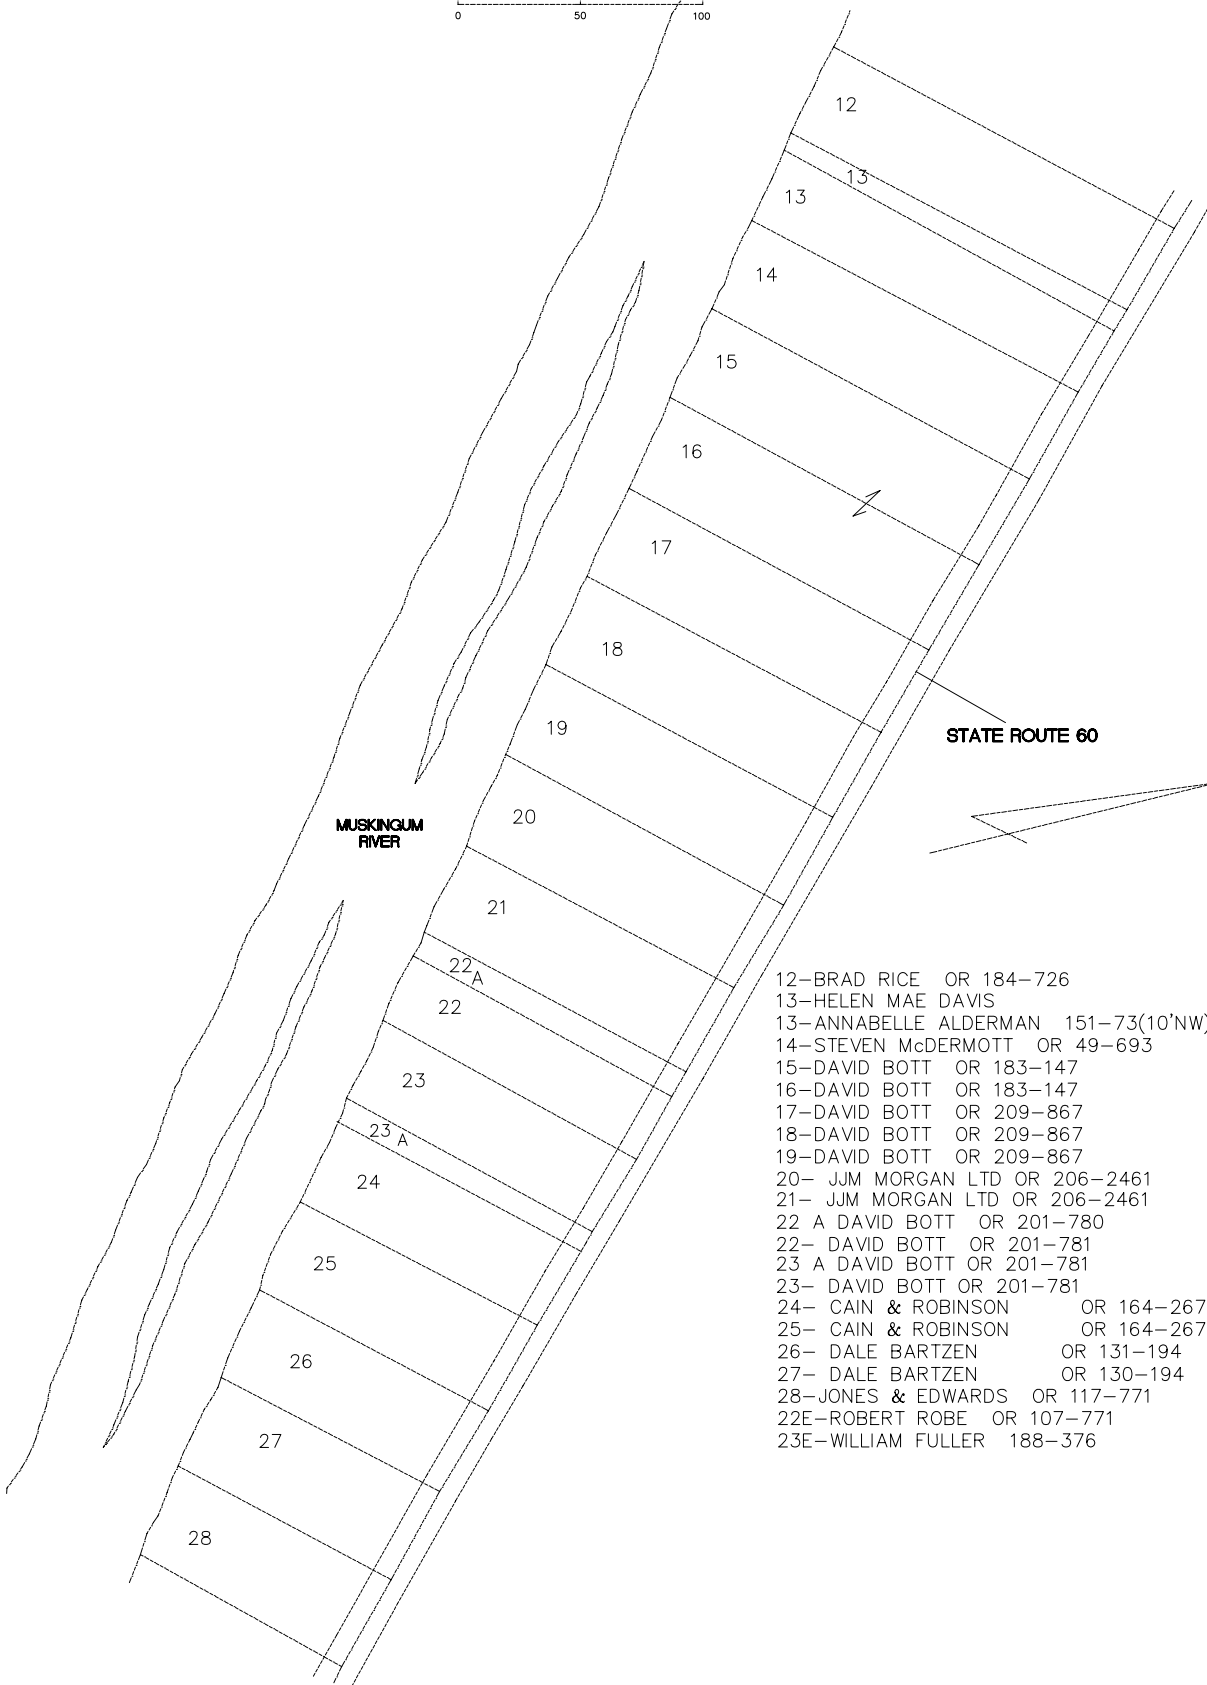 0 50 100
12
13
13
14
15
16
17
18
STATE ROUTE 60
19
20
MUSKINGUM
RIVER
21
22
A
22
23
23 A
24
25
26
27
28
12-BRAD RICE OR 184-726
13-HELEN MAE DAVIS
13-ANNABELLE ALDERMAN 151-73(10'NW)
14-STEVEN McDERMOTT OR 49-693
15-DAVID BOTT OR 183-147
16-DAVID BOTT OR 183-147
17-DAVID BOTT OR 209-867
18-DAVID BOTT OR 209-867
19-DAVID BOTT OR 209-867
20- JJM MORGAN LTD OR 206-2461
21- JJM MORGAN LTD OR 206-2461
22 A DAVID BOTT OR 201-780
22- DAVID BOTT OR 201-781
23 A DAVID BOTT OR 201-781
23- DAVID BOTT OR 201-781
24- CAIN & ROBINSON OR 164-267
25- CAIN & ROBINSON OR 164-267
26- DALE BARTZEN OR 131-194
27- DALE BARTZEN OR 130-194
28-JONES & EDWARDS OR 117-771
22E-ROBERT ROBE OR 107-771
23E-WILLIAM FULLER 188-376